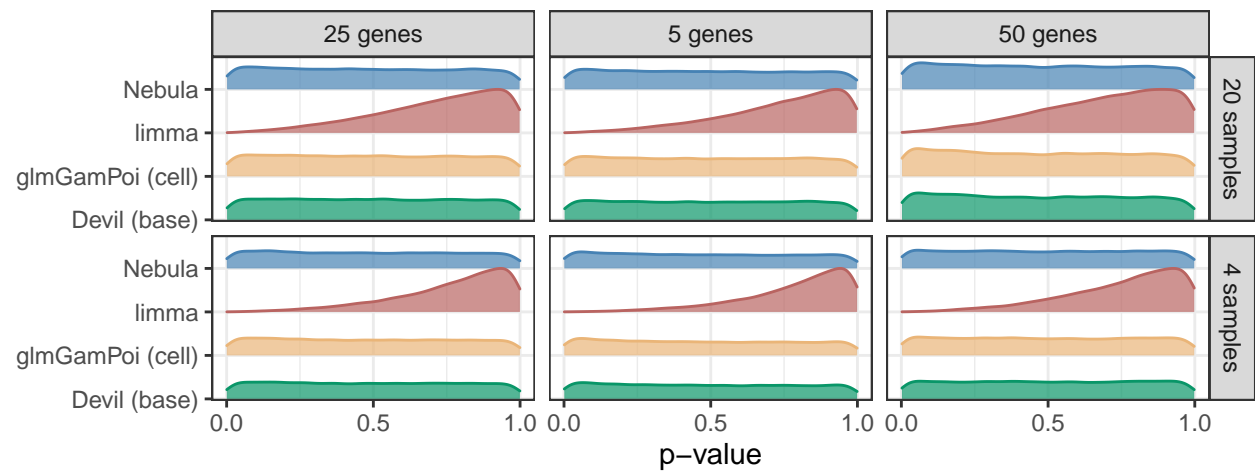 25 genes
5 genes
50 genes
Nebula
limma
glmGamPoi (cell)
Devil (base)
20 samples
Nebula
limma
glmGamPoi (cell)
Devil (base)
4 samples
0.0 0.5 1.0
0.0 0.5 1.0
0.0 0.5 1.0
p−value